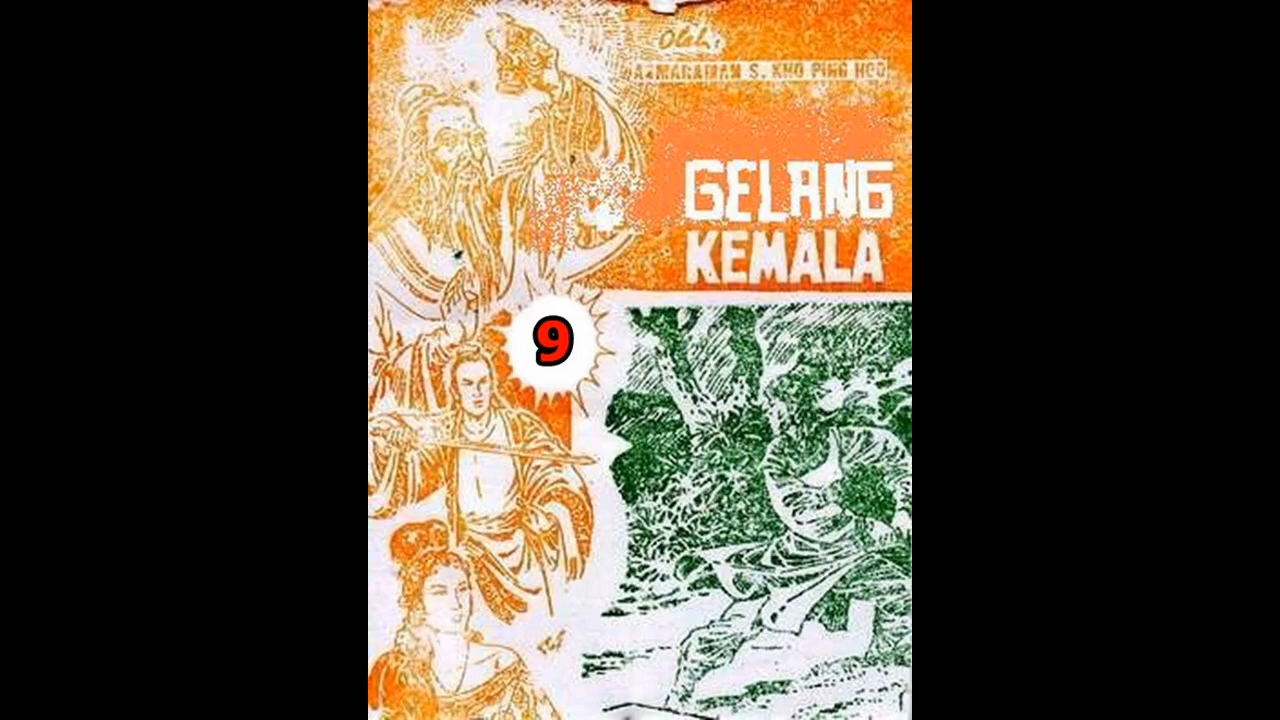 Oleh:
ASMARAMAN S. KHO PING HOO
GELANG
KEMALA
9